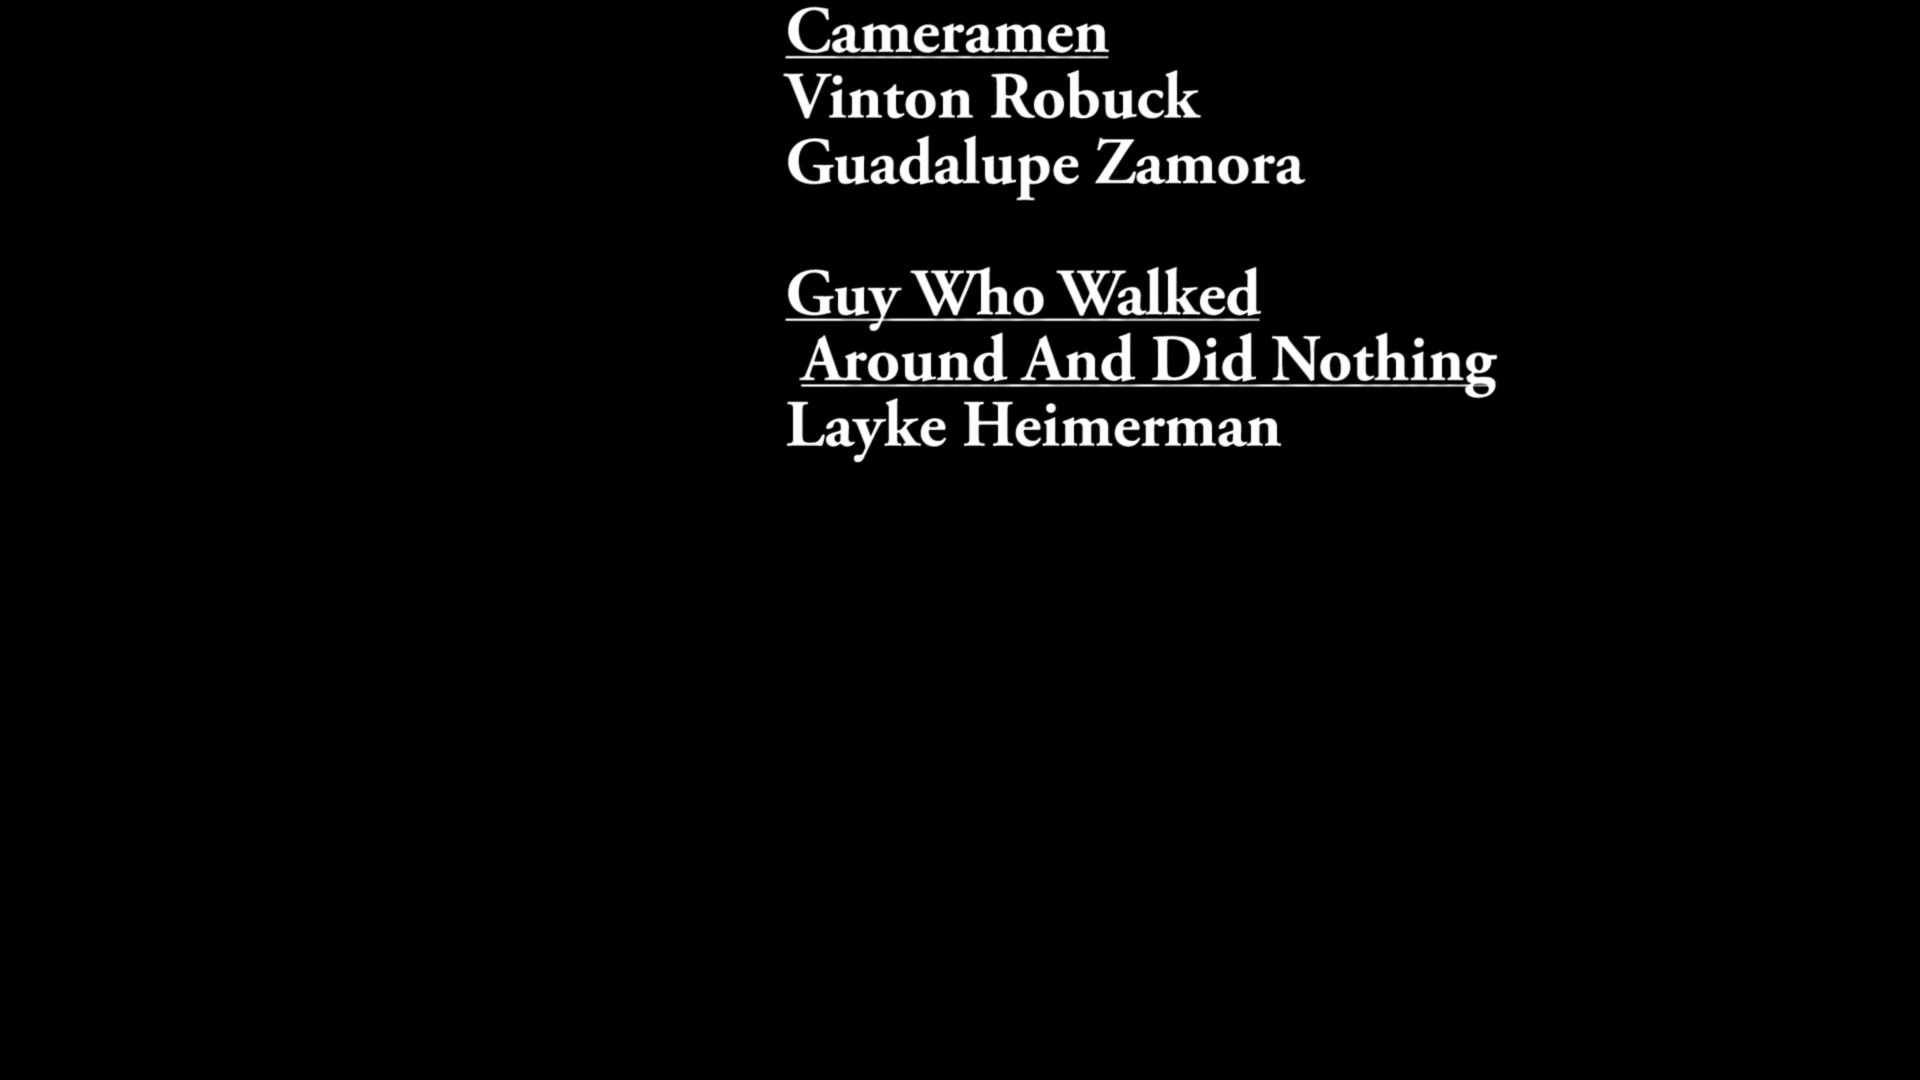 Cameramen
Vinton Robuck
Guadalupe Zamora
Guy Who Walked
Around And Did Nothing
Layke Heimerman